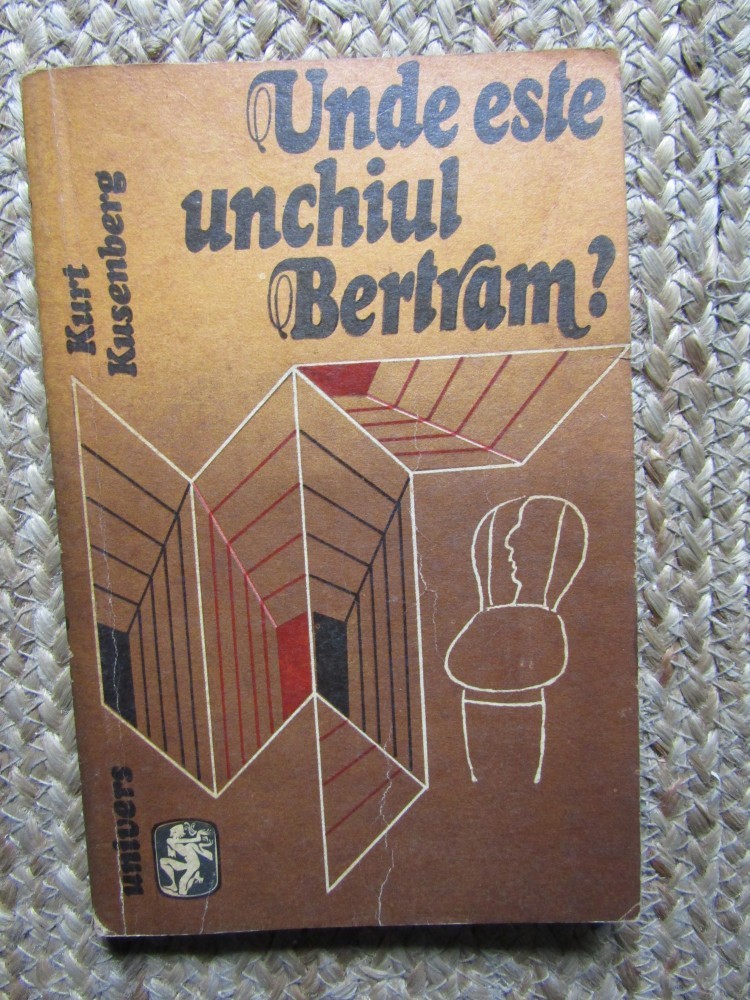 Unde este
unchiul
Bertram?
Kurt
Kusenberg
univers